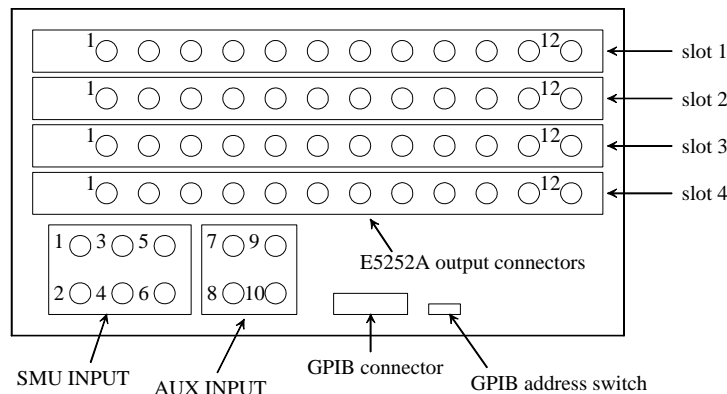 1 12 slot 1
1 12 slot 2
1 12 slot 3
1 12 slot 4
1 3 5 7 9
E5252A output connectors
2 4 6 8 10
SMU INPUT
AUX INPUT
GPIB connector
GPIB address switch